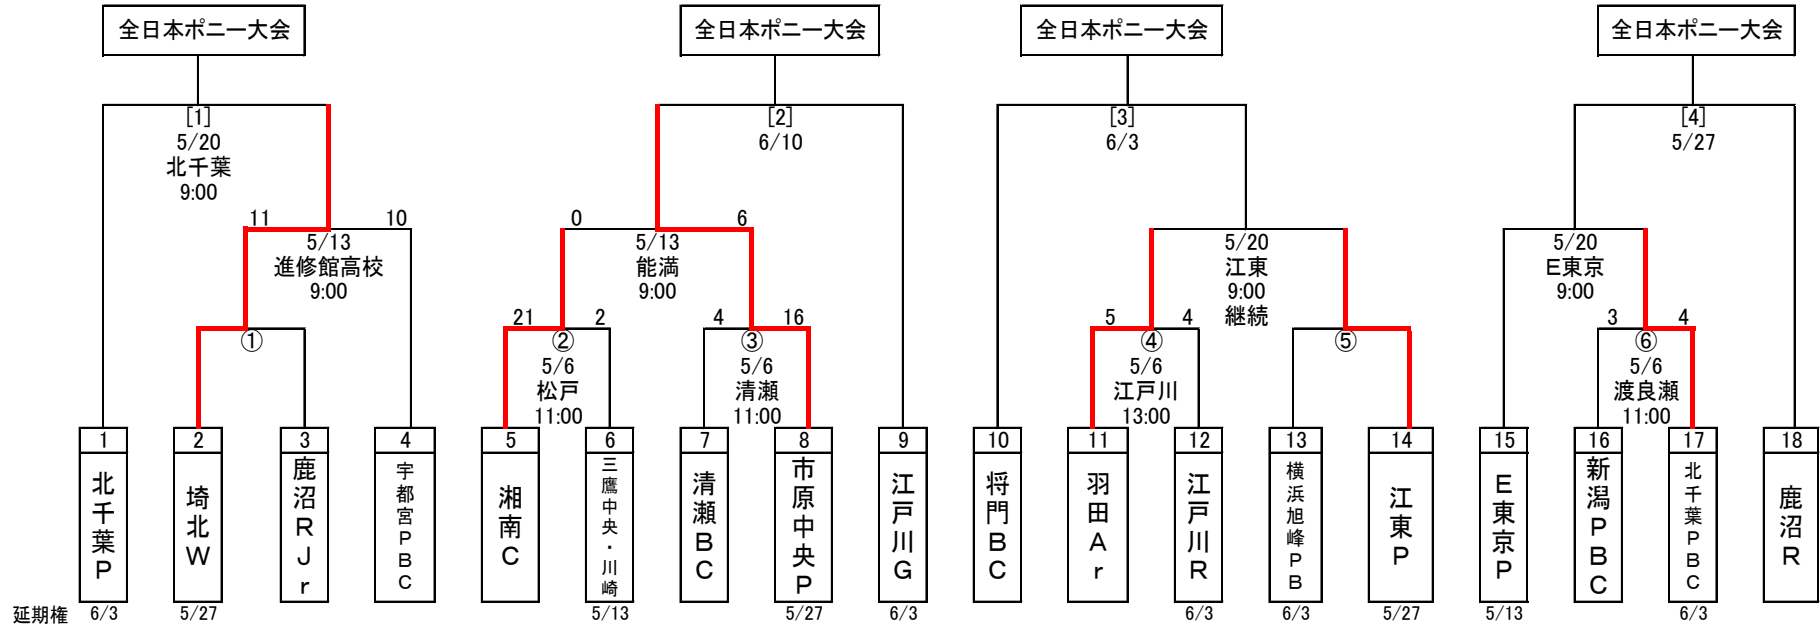 全日本ポニー大会 全日本ポニー大会 全日本ポニー大会 全日本ポニー大会
[1] [2] [3] [4]
5/20 6/10 6/3 5/27
北千葉
9:00
11 10 0 6
5/13 5/13 5/20 5/20
進修館高校 能満 江東 E東京
9:00 9:00 9:00 9:00
継続
21 2 4 16 5 4 3 4
① ② ③ ④ ⑤ ⑥
5/6 5/6 5/6 5/6
松戸 清瀬 江戸川 渡良瀬
11:00 11:00 13:00 11:00
1 2 3 4 5 6 7 8 9 10 11 12 13 14 15 16 17 18
北千葉P
埼北W
鹿沼RJr
宇都宮PBC
湘南C
三鷹中央・川崎
清瀬BC
市原中央P
江戸川G
将門BC
羽田Ar
江戸川R
横浜旭峰PB
江東P
E東京P
新潟PBC
北千葉PBC
鹿沼R
延期権 6/3 5/27 5/13 5/27 6/3 6/3 6/3 5/27 5/13 6/3